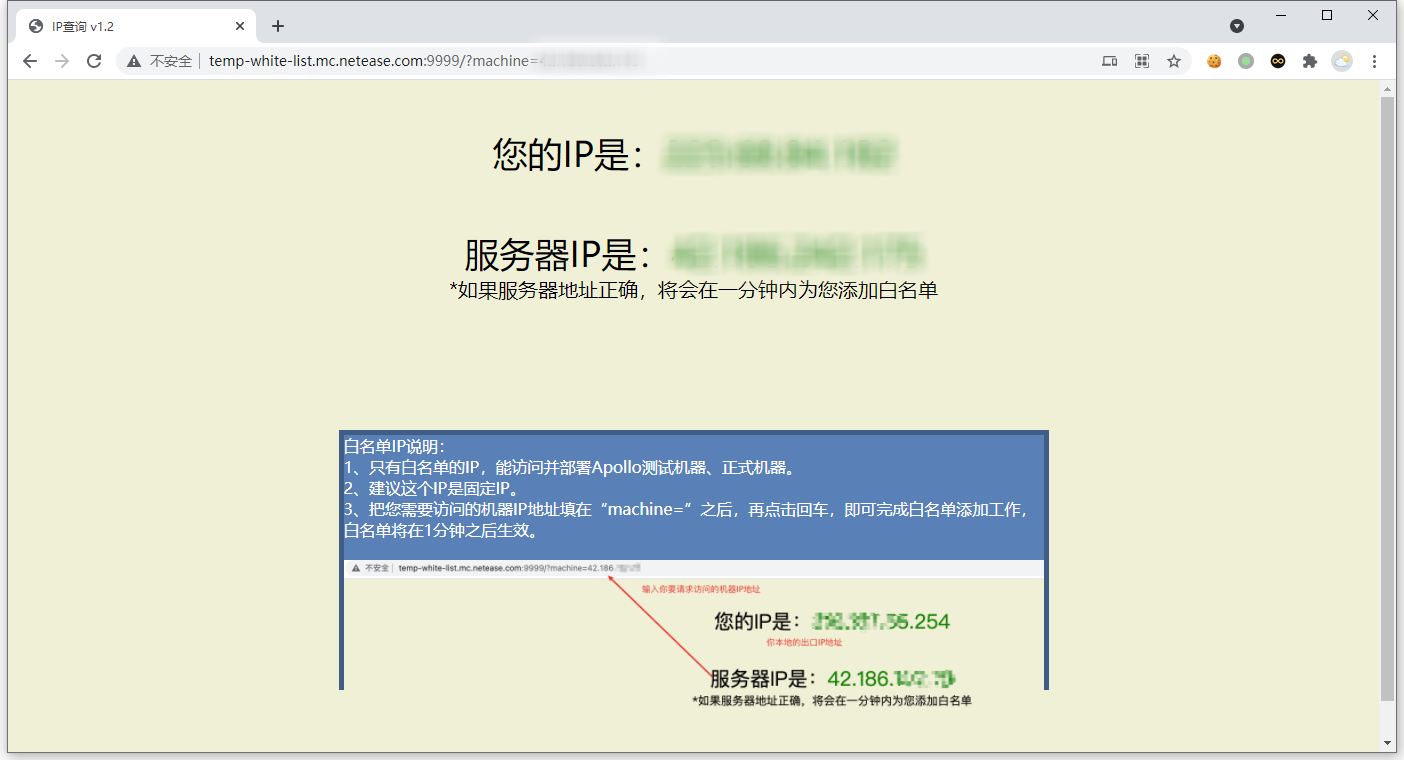 IP查询 v1.2
不安全 | temp-white-list.mc.netease.com:9999/?machine=
您的IP是：
服务器IP是：
*如果服务器地址正确，将会在一分钟内为您添加白名单
白名单IP说明：
1、只有白名单的IP，能访问并部署Apollo测试机器、正式机器。
2、建议这个IP是固定IP。
3、把您需要访问的机器IP地址填在“machine=”之后，再点击回车，即可完成白名单添加工作，
白名单将在1分钟之后生效。
不安全 | temp-white-list.mc.netease.com:9999/?machine=42.186.
输入你要请求访问的机器IP地址
您的IP是：.254
你本地的出口IP地址
服务器IP是：42.186.
*如果服务器地址正确，将会在一分钟内为您添加白名单